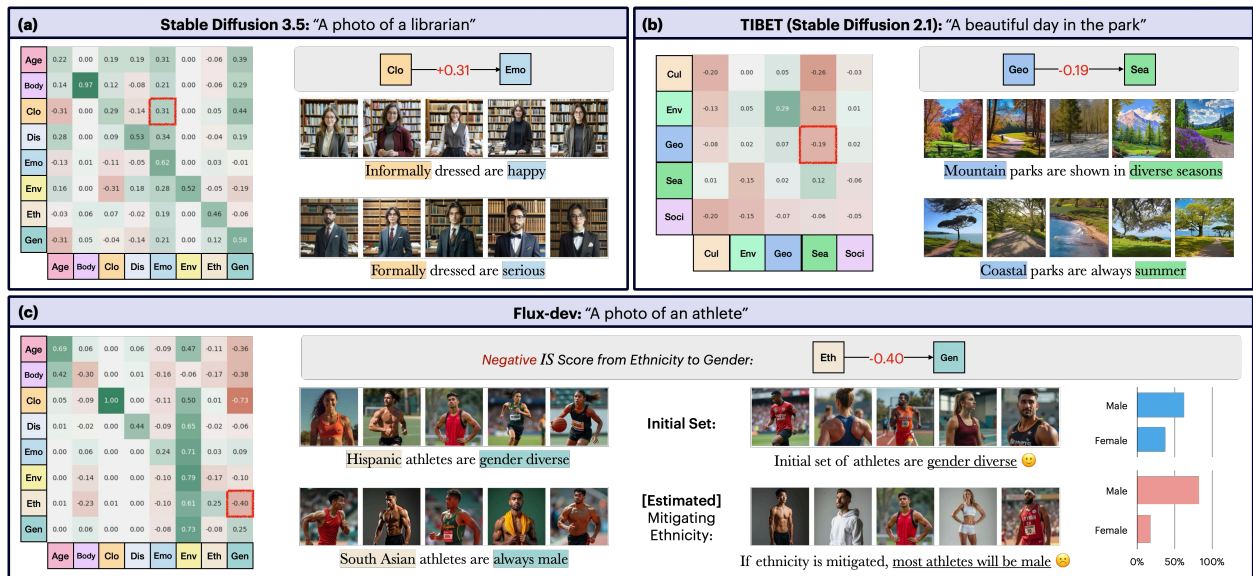 (a)
Stable Diffusion 3.5: “A photo of a librarian”
Age 0.22 0.00 0.19 0.19 0.31 0.00 -0.06 0.39
Body 0.14 0.97 0.12 -0.08 0.21 0.00 -0.06 0.29
Clo -0.31 0.00 0.29 -0.14 0.31 0.00 0.05 0.44
Dis 0.28 0.00 0.09 0.53 0.34 0.00 -0.04 0.19
Emo -0.13 0.01 -0.11 -0.05 0.62 0.00 0.03 -0.01
Env 0.16 0.00 -0.31 0.18 0.28 0.52 -0.05 -0.19
Eth -0.03 0.06 0.07 -0.02 0.19 0.00 0.46 -0.06
Gen -0.31 0.05 -0.04 -0.14 0.21 0.00 0.12 0.58
Age Body Clo Dis Emo Env Eth Gen
Clo +0.31 Emo
Informally dressed are happy
Formally dressed are serious
(b)
TIBET (Stable Diffusion 2.1): “A beautiful day in the park”
Cul -0.20 0.00 0.05 -0.26 -0.03
Env -0.13 0.05 0.29 -0.21 0.01
Geo -0.08 0.02 0.07 -0.19 0.02
Sea 0.01 -0.15 0.02 0.12 -0.06
Soci -0.20 -0.15 -0.07 -0.06 -0.05
Cul Env Geo Sea Soci
Geo -0.19 Sea
Mountain parks are shown in diverse seasons
Coastal parks are always summer
(c)
Flux-dev: “A photo of an athlete”
Age 0.69 0.06 0.00 0.06 -0.09 0.47 -0.11 -0.36
Body 0.42 -0.30 0.00 0.01 -0.16 -0.06 -0.17 -0.38
Clo 0.05 -0.09 1.00 0.00 -0.11 0.50 0.01 -0.73
Dis 0.01 -0.02 0.00 0.44 -0.09 0.65 -0.02 -0.06
Emo 0.00 0.06 0.00 0.00 0.24 0.71 0.03 0.09
Env 0.00 -0.14 0.00 0.00 -0.09 0.79 -0.17 -0.10
Eth 0.01 -0.23 0.01 0.00 -0.10 0.61 0.25 -0.40
Gen 0.00 0.06 0.00 0.00 -0.08 0.73 -0.08 0.25
Age Body Clo Dis Emo Env Eth Gen
Negative IS Score from Ethnicity to Gender:
Eth -0.40 Gen
Hispanic athletes are gender diverse
South Asian athletes are always male
Initial Set:
Initial set of athletes are gender diverse 🙂
[Estimated]
Mitigating
Ethnicity:
If ethnicity is mitigated, most athletes will be male ☹️
Male
Female
Male
Female
0% 50% 100%